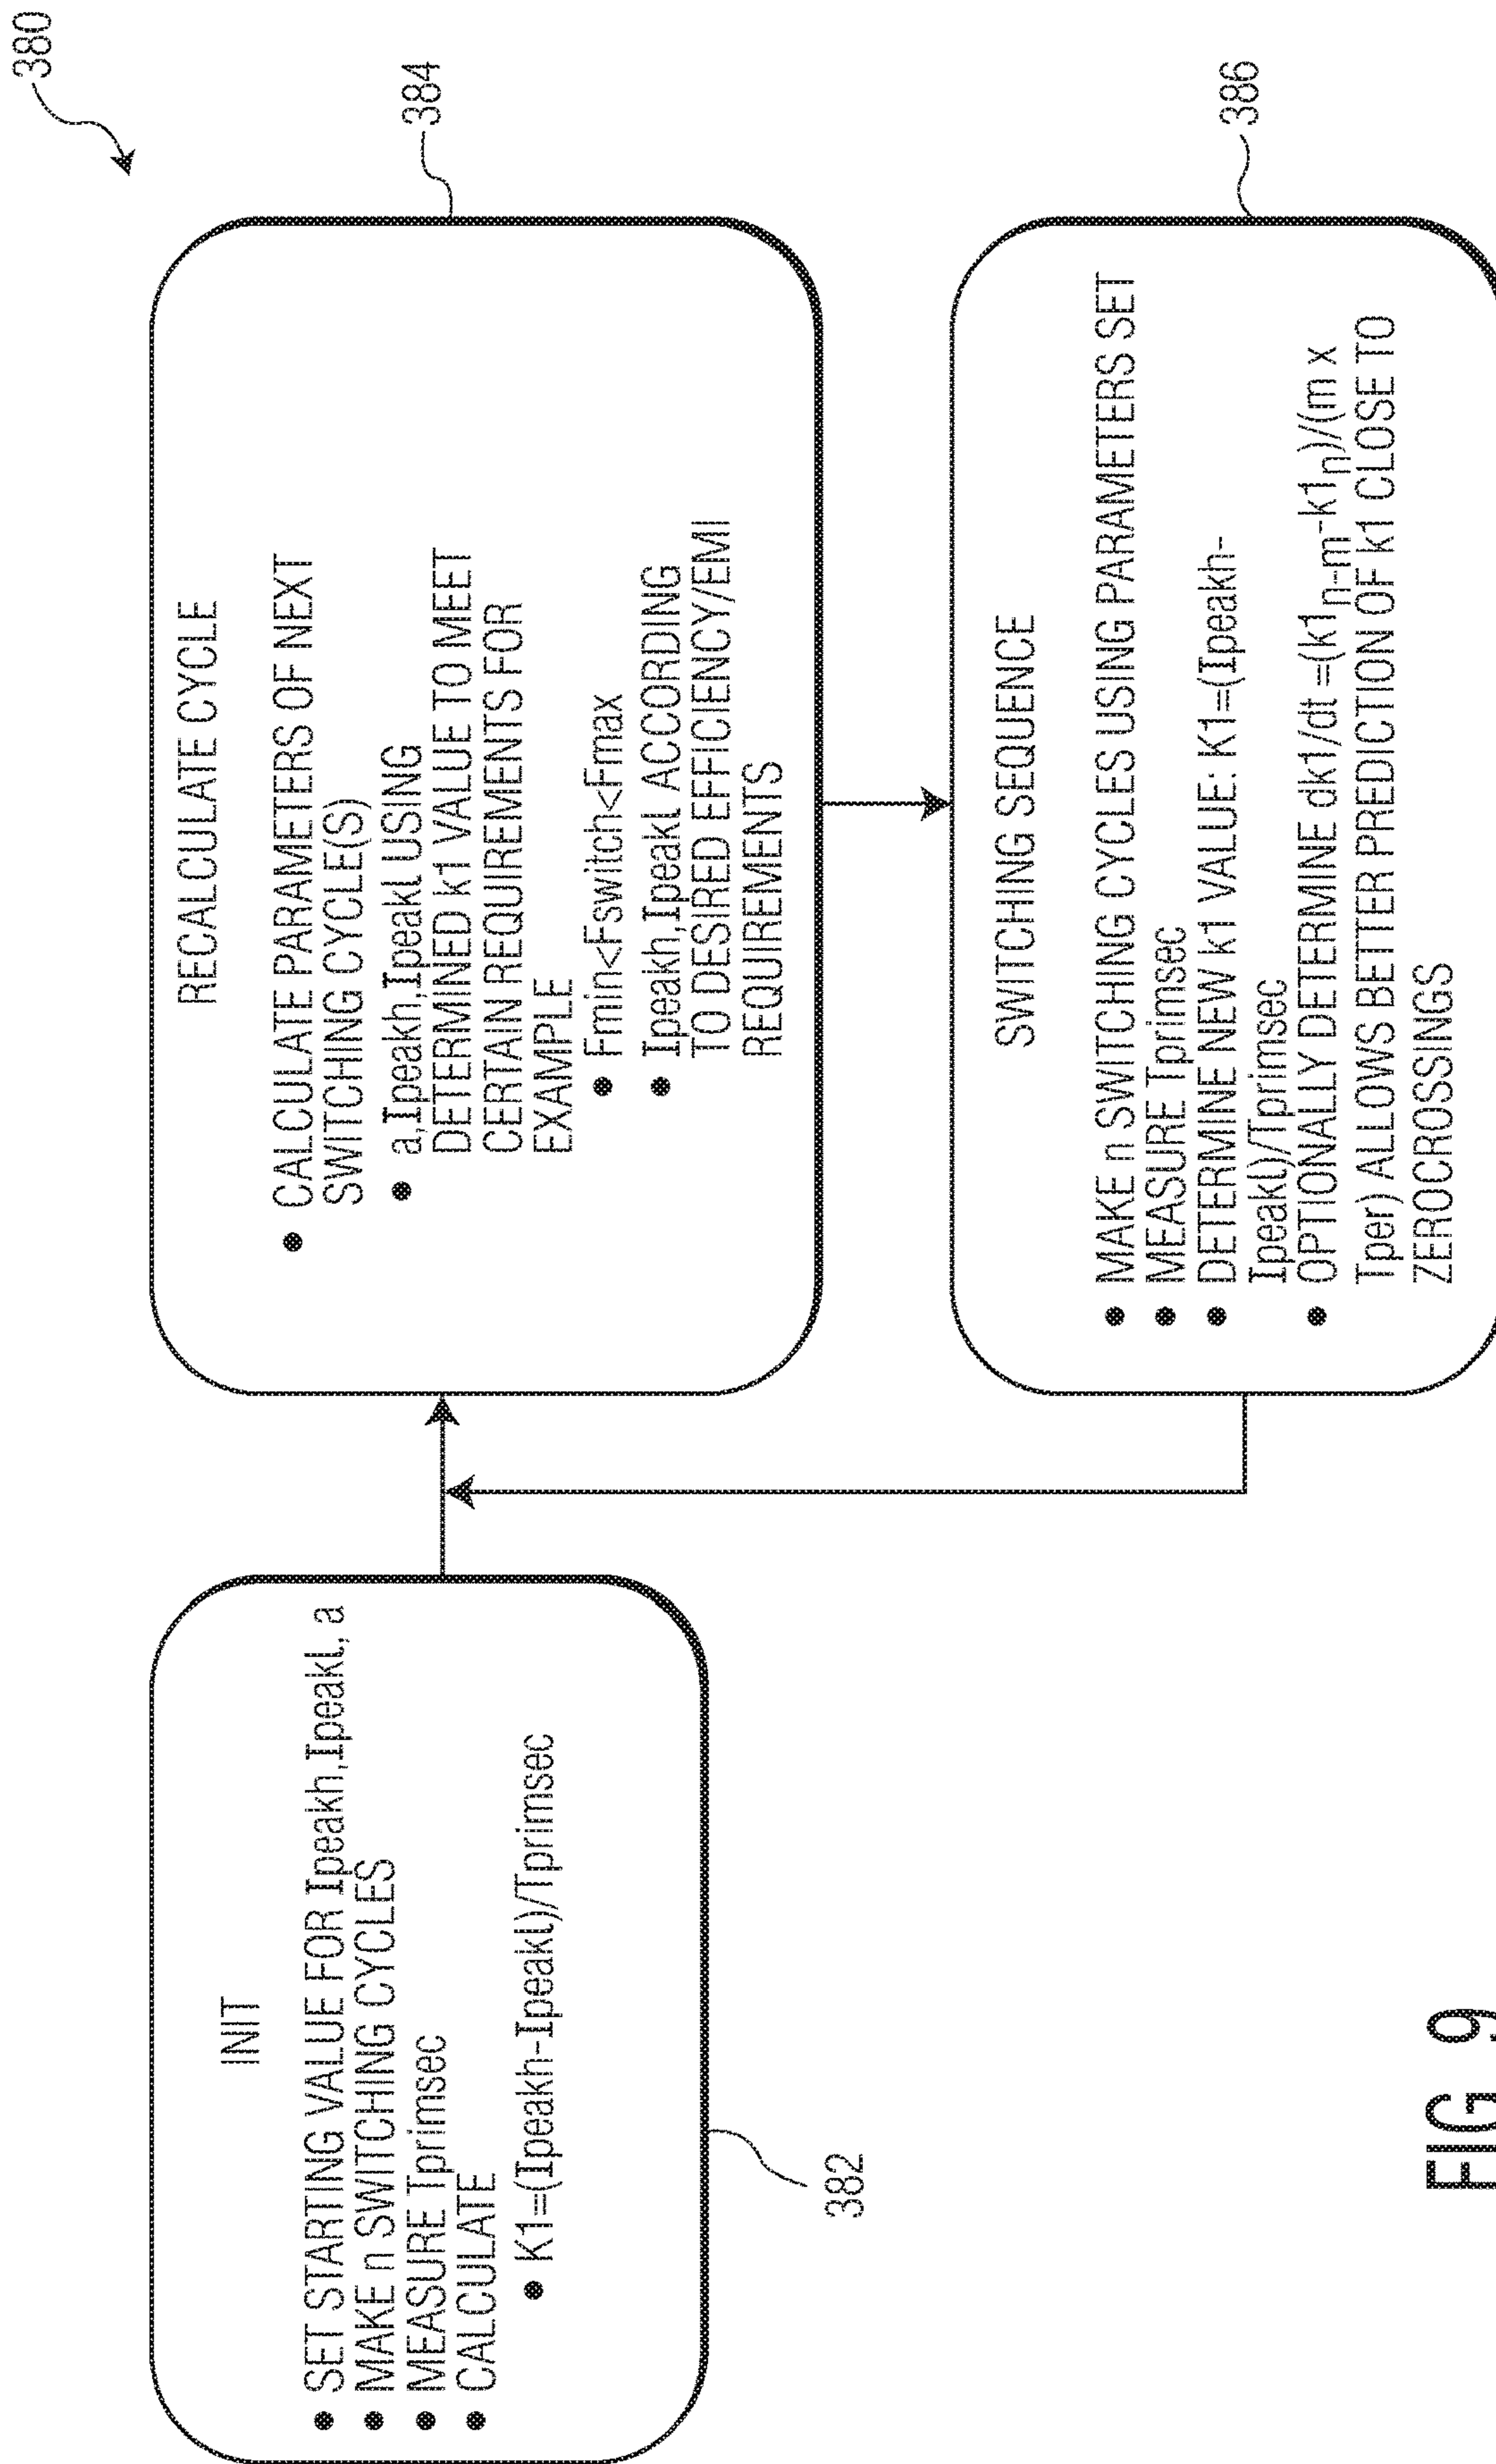 380
INIT
• SET STARTING VALUE FOR Ipeakh,Ipeakl, a
• MAKE n SWITCHING CYCLES
• MEASURE Tprimsec
• CALCULATE
• K1=(Ipeakh-Ipeakl)/Tprimsec
382
RECALCULATE CYCLE
• CALCULATE PARAMETERS OF NEXT
SWITCHING CYCLE(S)
• a,Ipeakh,Ipeakl USING
DETERMINED k1 VALUE TO MEET
CERTAIN REQUIREMENTS FOR
EXAMPLE
• Fmin<Fswitch<Fmax
• Ipeakh,Ipeakl ACCORDING
TO DESIRED EFFICIENCY/EMI
REQUIREMENTS
384
SWITCHING SEQUENCE
• MAKE n SWITCHING CYCLES USING PARAMETERS SET
• MEASURE Tprimsec
• DETERMINE NEW k1 VALUE: K1=(Ipeakh-
Ipeakl)/Tprimsec
• OPTIONALLY DETERMINE dk1/dt =(k1n-m-k1n)/(m x
Tper) ALLOWS BETTER PREDICTION OF k1 CLOSE TO
ZEROCROSSINGS
386
FIG. 9